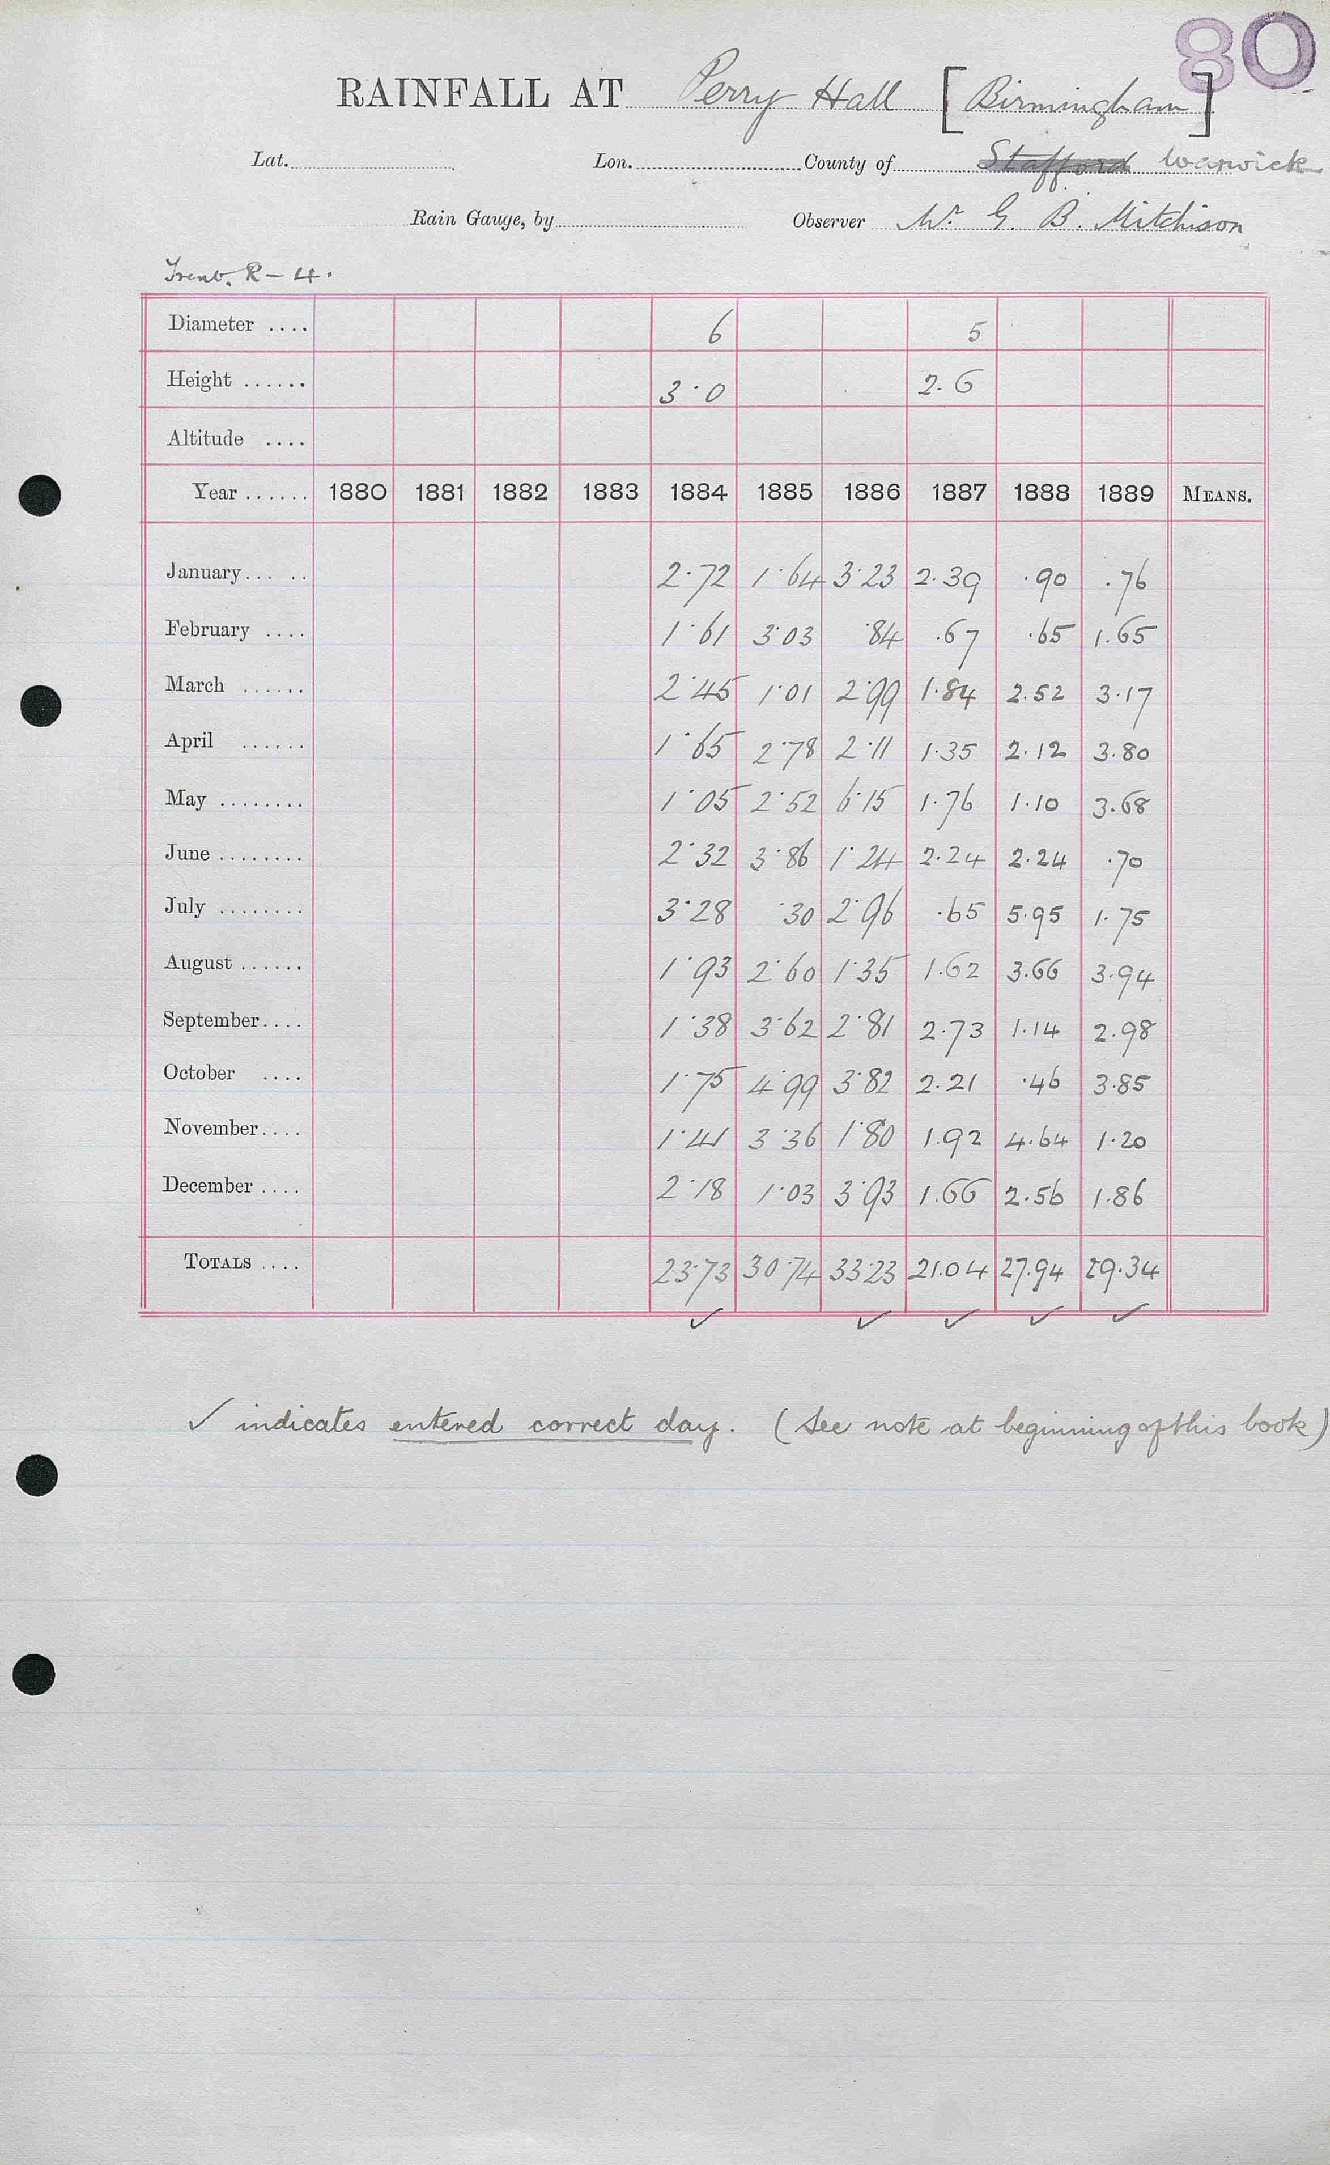 80
RAINFALL AT Perry Hall [Birmingham]
Lat. Lon. County of Stafford Warwick
Rain Gauge, by Observer Mr. G. B. Mitchison
Trent. R – 4.
Diameter .... 6 5
Height ...... 3·0 2.6
Altitude ....
Year ...... 1880 1881 1882 1883 1884 1885 1886 1887 1888 1889 MEANS.
January... .. 2·72 1·64 3·23 2.39 ·90 .76
February .... 1·61 3·03 ·84 .67 ·65 1.65
March ...... 2·45 1·01 2·99 1·84 2.52 3·17
April ...... 1·65 2·78 2·11 1·35 2·12 3.80
May ........ 1·05 2·52 6·15 1·76 1·10 3.68
June ........ 2·32 3·86 1·24 2·24 2.24 ·70
July ........ 3·28 ·30 2·96 ·65 5·95 1.75
August ...... 1·93 2·60 1·35 1.62 3.66 3.94
September.... 1·38 3·62 2·81 2.73 1.14 2.98
October .... 1·75 4·99 3·82 2.21 ·46 3.85
November.... 1·41 3·36 1·80 1.92 4.64 1·20
December .... 2·18 1·03 3·93 1.66 2.56 1.86
TOTALS .... 23·73 30·74 33·23 21.04 27.94 29.34
✓ ✓ ✓ ✓ ✓
✓ indicates entered correct day. (See note at beginning of this book)